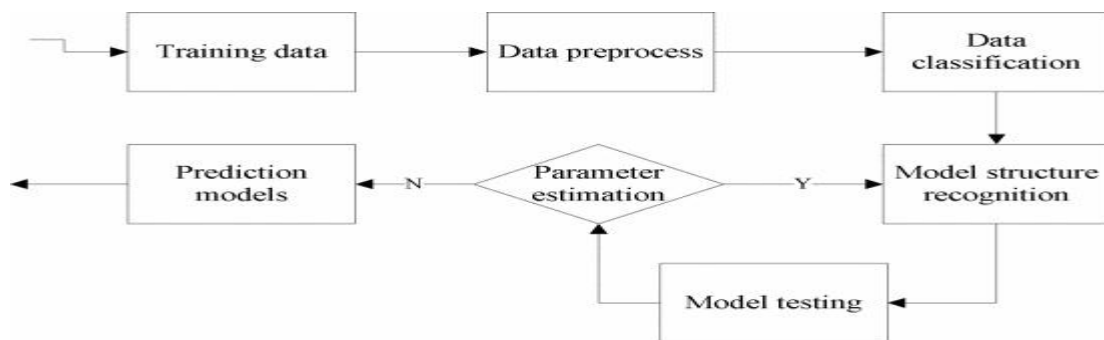 Training data
Data preprocess
Data
classification
Prediction
models
N
Parameter
estimation
Y
Model structure
recognition
Model testing